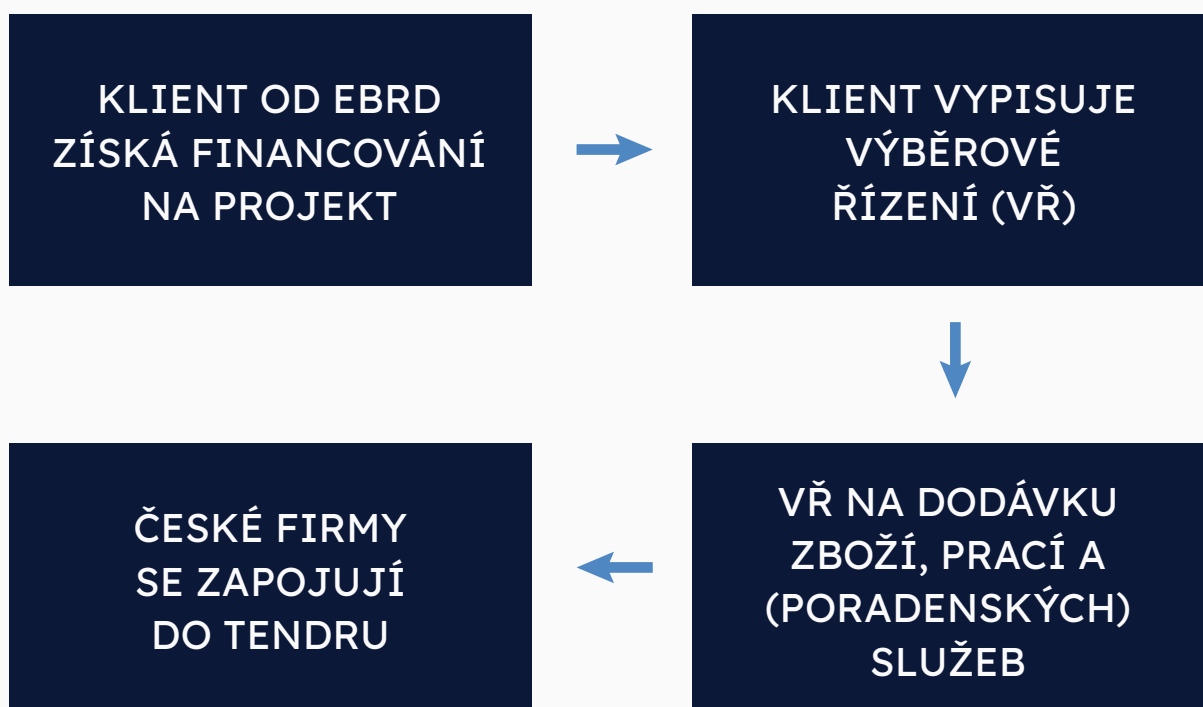 KLIENT OD EBRD
ZÍSKÁ FINANCOVÁNÍ
NA PROJEKT
KLIENT VYPISUJE
VÝBĚROVÉ
ŘÍZENÍ (VŘ)
VŘ NA DODÁVKU
ZBOŽÍ, PRACÍ A
(PORADENSKÝCH)
SLUŽEB
ČESKÉ FIRMY
SE ZAPOJUJÍ
DO TENDRU